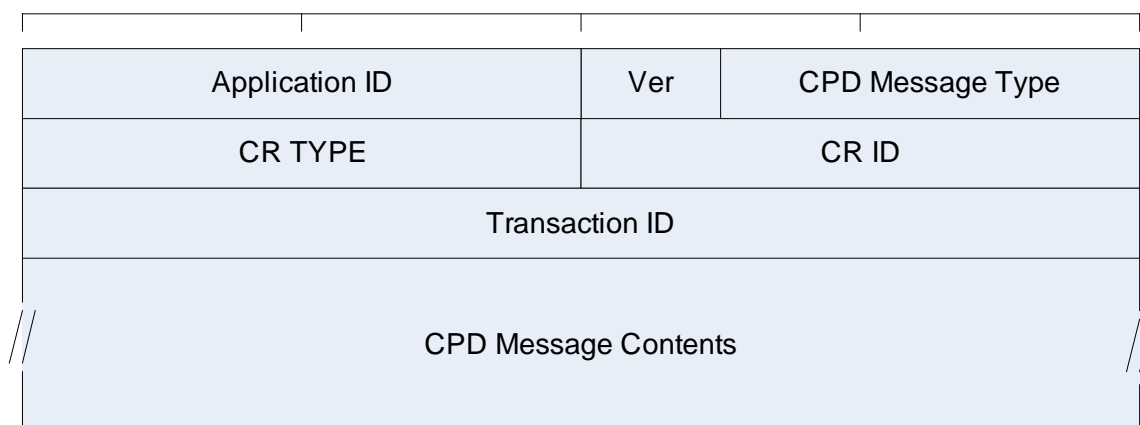 Application ID Ver CPD Message Type
CR TYPE CR ID
Transaction ID
CPD Message Contents